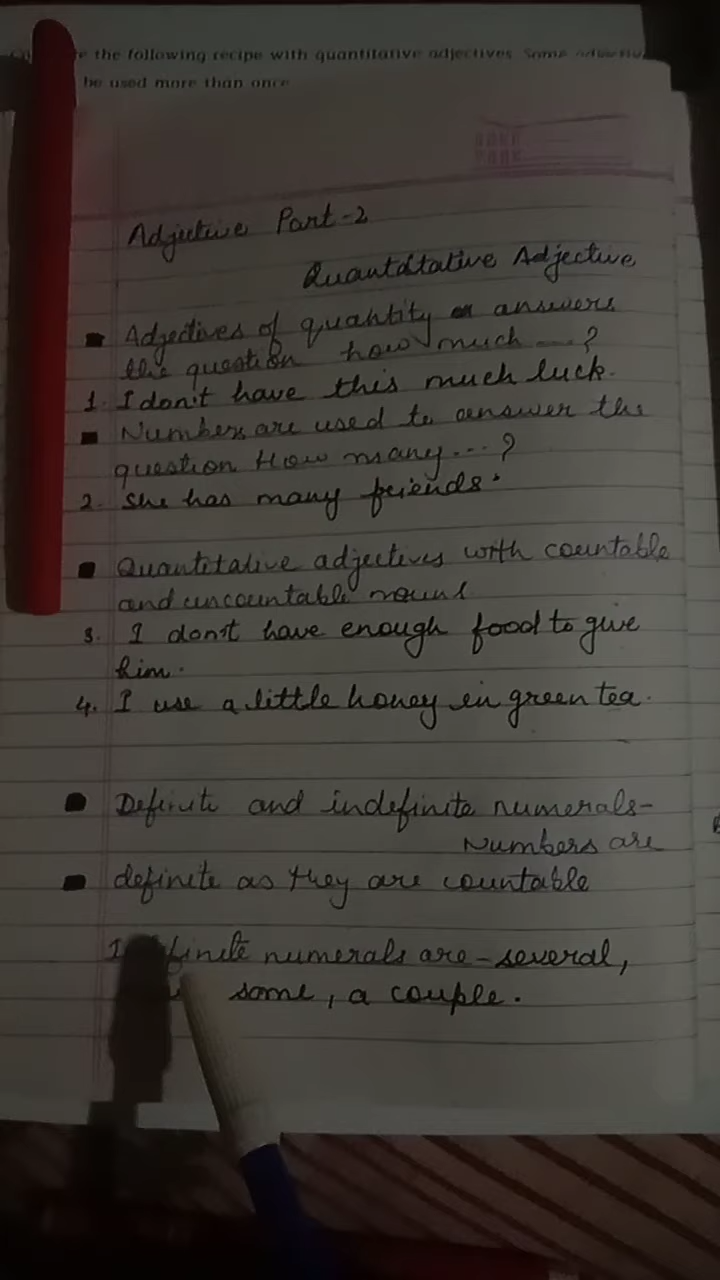 the following recipe with quantitative adjectives. Some
be used more than once
Adjective Part-2
Quantitative Adjective
Adjectives of quantity answers
the question how much ....?
1. I don't have this much luck.
Numbers are used to answer the
question How many...?
2. She has many friends.
Quantitative adjectives with countable
and uncountable nouns
3. I don't have enough food to give
him.
4. I use a little honey in green tea.
Definite and indefinite numerals-
Numbers are
definite as they are countable
numerals are - several,
some, a couple.